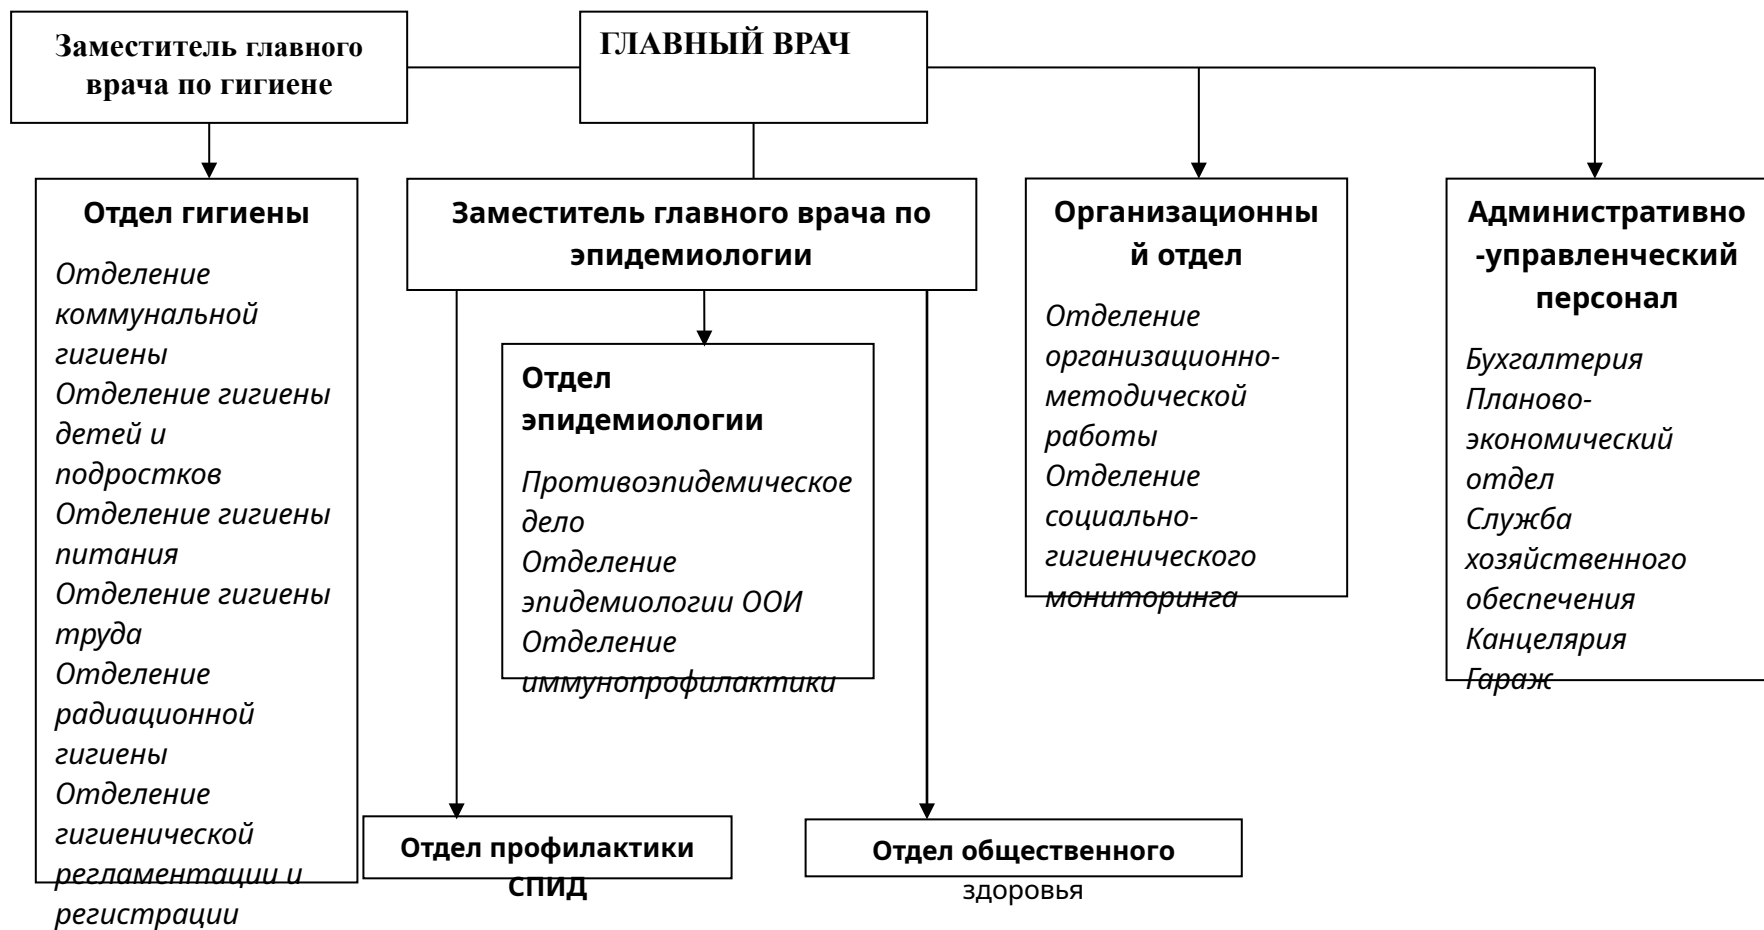 Заместитель главного
врача по гигиене
ГЛАВНЫЙ ВРАЧ
Отдел гигиены
Отделение
коммунальной
гигиены
Отделение гигиены
детей и
подростков
Отделение гигиены
питания
Отделение гигиены
труда
Отделение
радиационной
гигиены
Отделение
гигиенической
регламентации и
регистрации
Заместитель главного врача по
эпидемиологии
Отдел
эпидемиологии
Противоэпидемическое
дело
Отделение
эпидемиологии ООИ
Отделение
иммунопрофилактики
Отдел профилактики
СПИД
Отдел общественного
здоровья
Организационны
й отдел
Отделение
организационно-
методической
работы
Отделение
социально-
гигиенического
мониторинга
Административно
-управленческий
персонал
Бухгалтерия
Планово-
экономический
отдел
Служба
хозяйственного
обеспечения
Канцелярия
Гараж